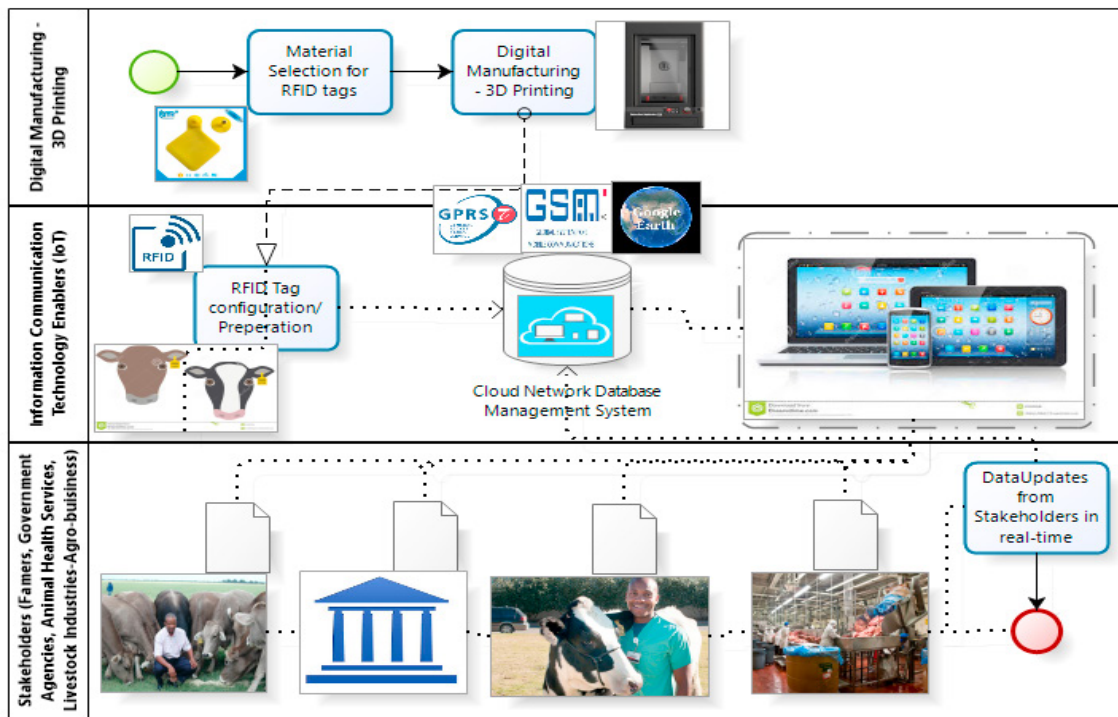 Digital Manufacturing -
3D Printing
Material
Selection for
RFID tags
Digital
Manufacturing
- 3D Printing
Information Communication
Technology Enablers (IoT)
RFID
GPRS
GSM
Google
Earth
RFID Tag
configuration/
Preperation
Cloud Network Database
Management System
Stakeholders (Famers, Government
Agencies, Animal Health Services,
Livestock Industries-Agro-buisiness)
DataUpdates
from
Stakeholders in
real-time